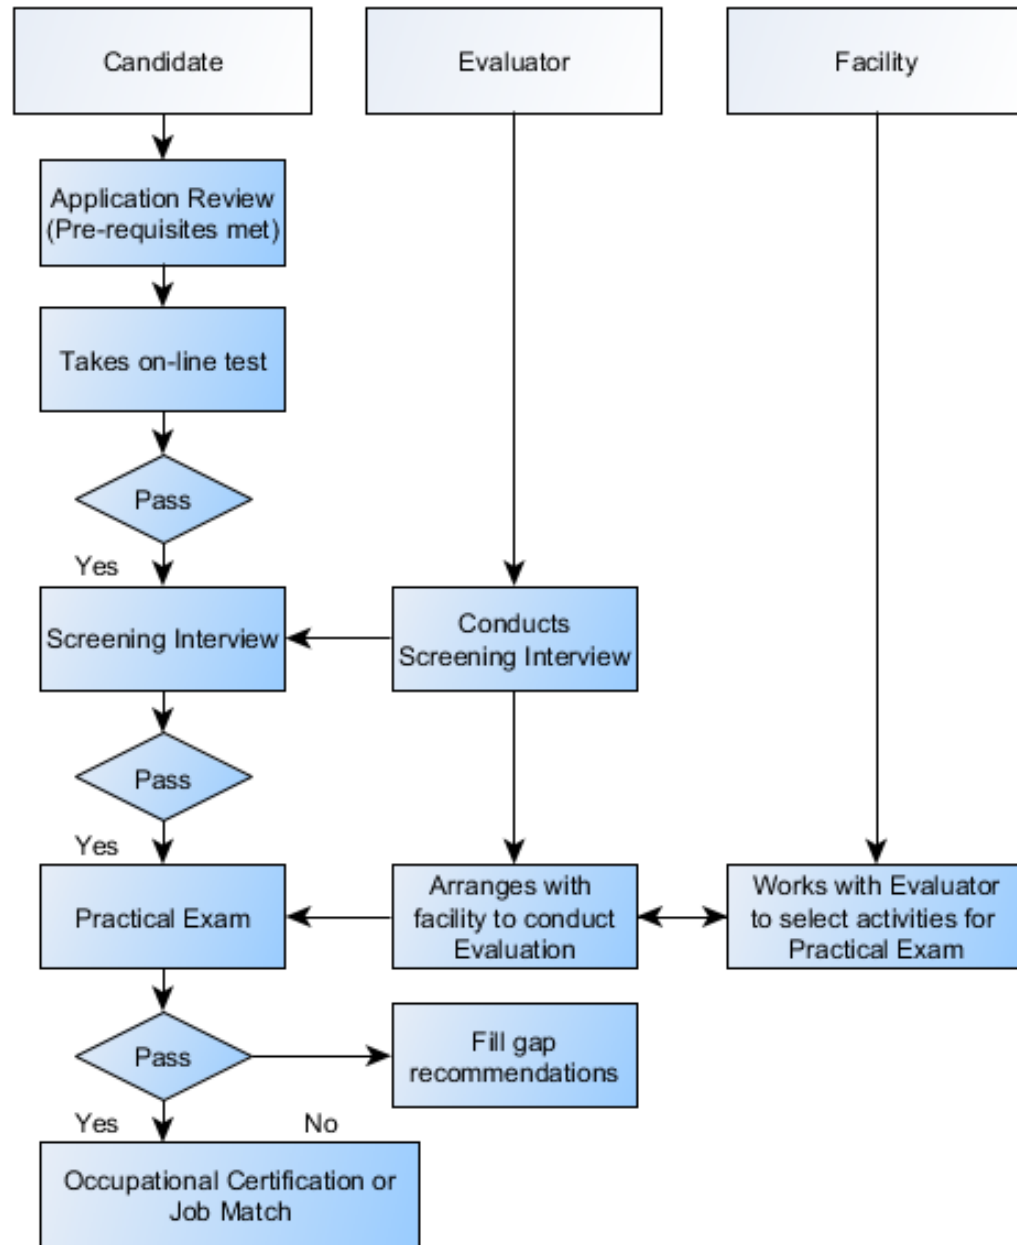 Candidate
Evaluator
Facility
Application Review
(Pre-requisites met)
Takes on-line test
Pass
Yes
Screening Interview
Conducts
Screening Interview
Pass
Yes
Practical Exam
Arranges with
facility to conduct
Evaluation
Works with Evaluator
to select activities for
Practical Exam
Pass
Fill gap
recommendations
Yes
No
Occupational Certification or
Job Match